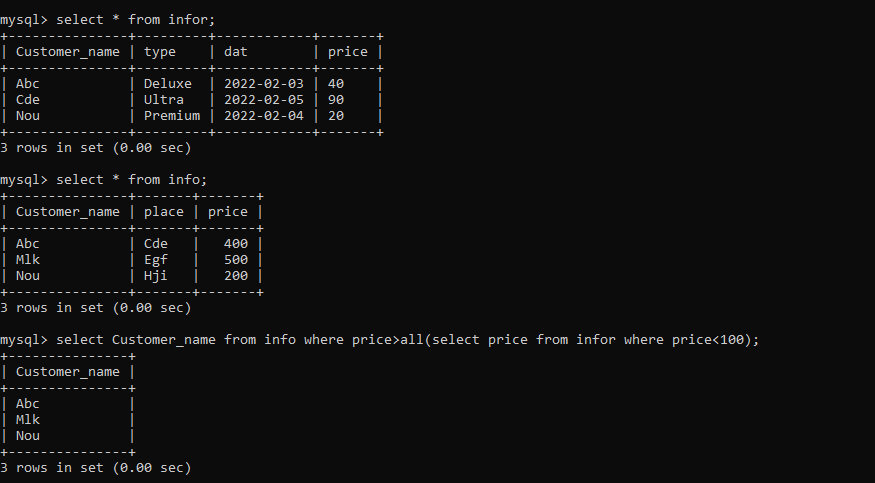 mysql> select * from infor;
+---------------+---------+------------+-------+
| Customer_name | type    | dat        | price |
+---------------+---------+------------+-------+
| Abc           | Deluxe  | 2022-02-03 | 40    |
| Cde           | Ultra   | 2022-02-05 | 90    |
| Nou           | Premium | 2022-02-04 | 20    |
+---------------+---------+------------+-------+
3 rows in set (0.00 sec)
mysql> select * from info;
+---------------+-------+-------+
| Customer_name | place | price |
+---------------+-------+-------+
| Abc           | Cde   |   400 |
| Mlk           | Egf   |   500 |
| Nou           | Hji   |   200 |
+---------------+-------+-------+
3 rows in set (0.00 sec)
mysql> select Customer_name from info where price>all(select price from infor where price<100);
+---------------+
| Customer_name |
+---------------+
| Abc           |
| Mlk           |
| Nou           |
+---------------+
3 rows in set (0.00 sec)